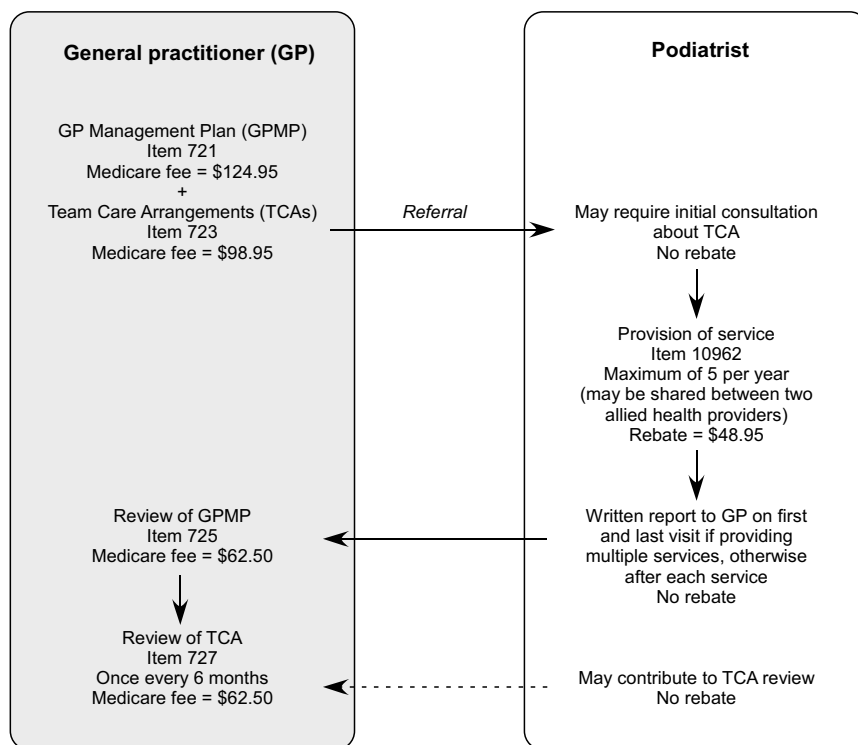 General practitioner (GP)
GP Management Plan (GPMP)
Item 721
Medicare fee = $124.95
+
Team Care Arrangements (TCAs)
Item 723
Medicare fee = $98.95
Referral
Podiatrist
May require initial consultation
about TCA
No rebate
Provision of service
Item 10962
Maximum of 5 per year
(may be shared between two
allied health providers)
Rebate = $48.95
Written report to GP on first
and last visit if providing
multiple services, otherwise
after each service
No rebate
Review of GPMP
Item 725
Medicare fee = $62.50
Review of TCA
Item 727
Once every 6 months
Medicare fee = $62.50
May contribute to TCA review
No rebate